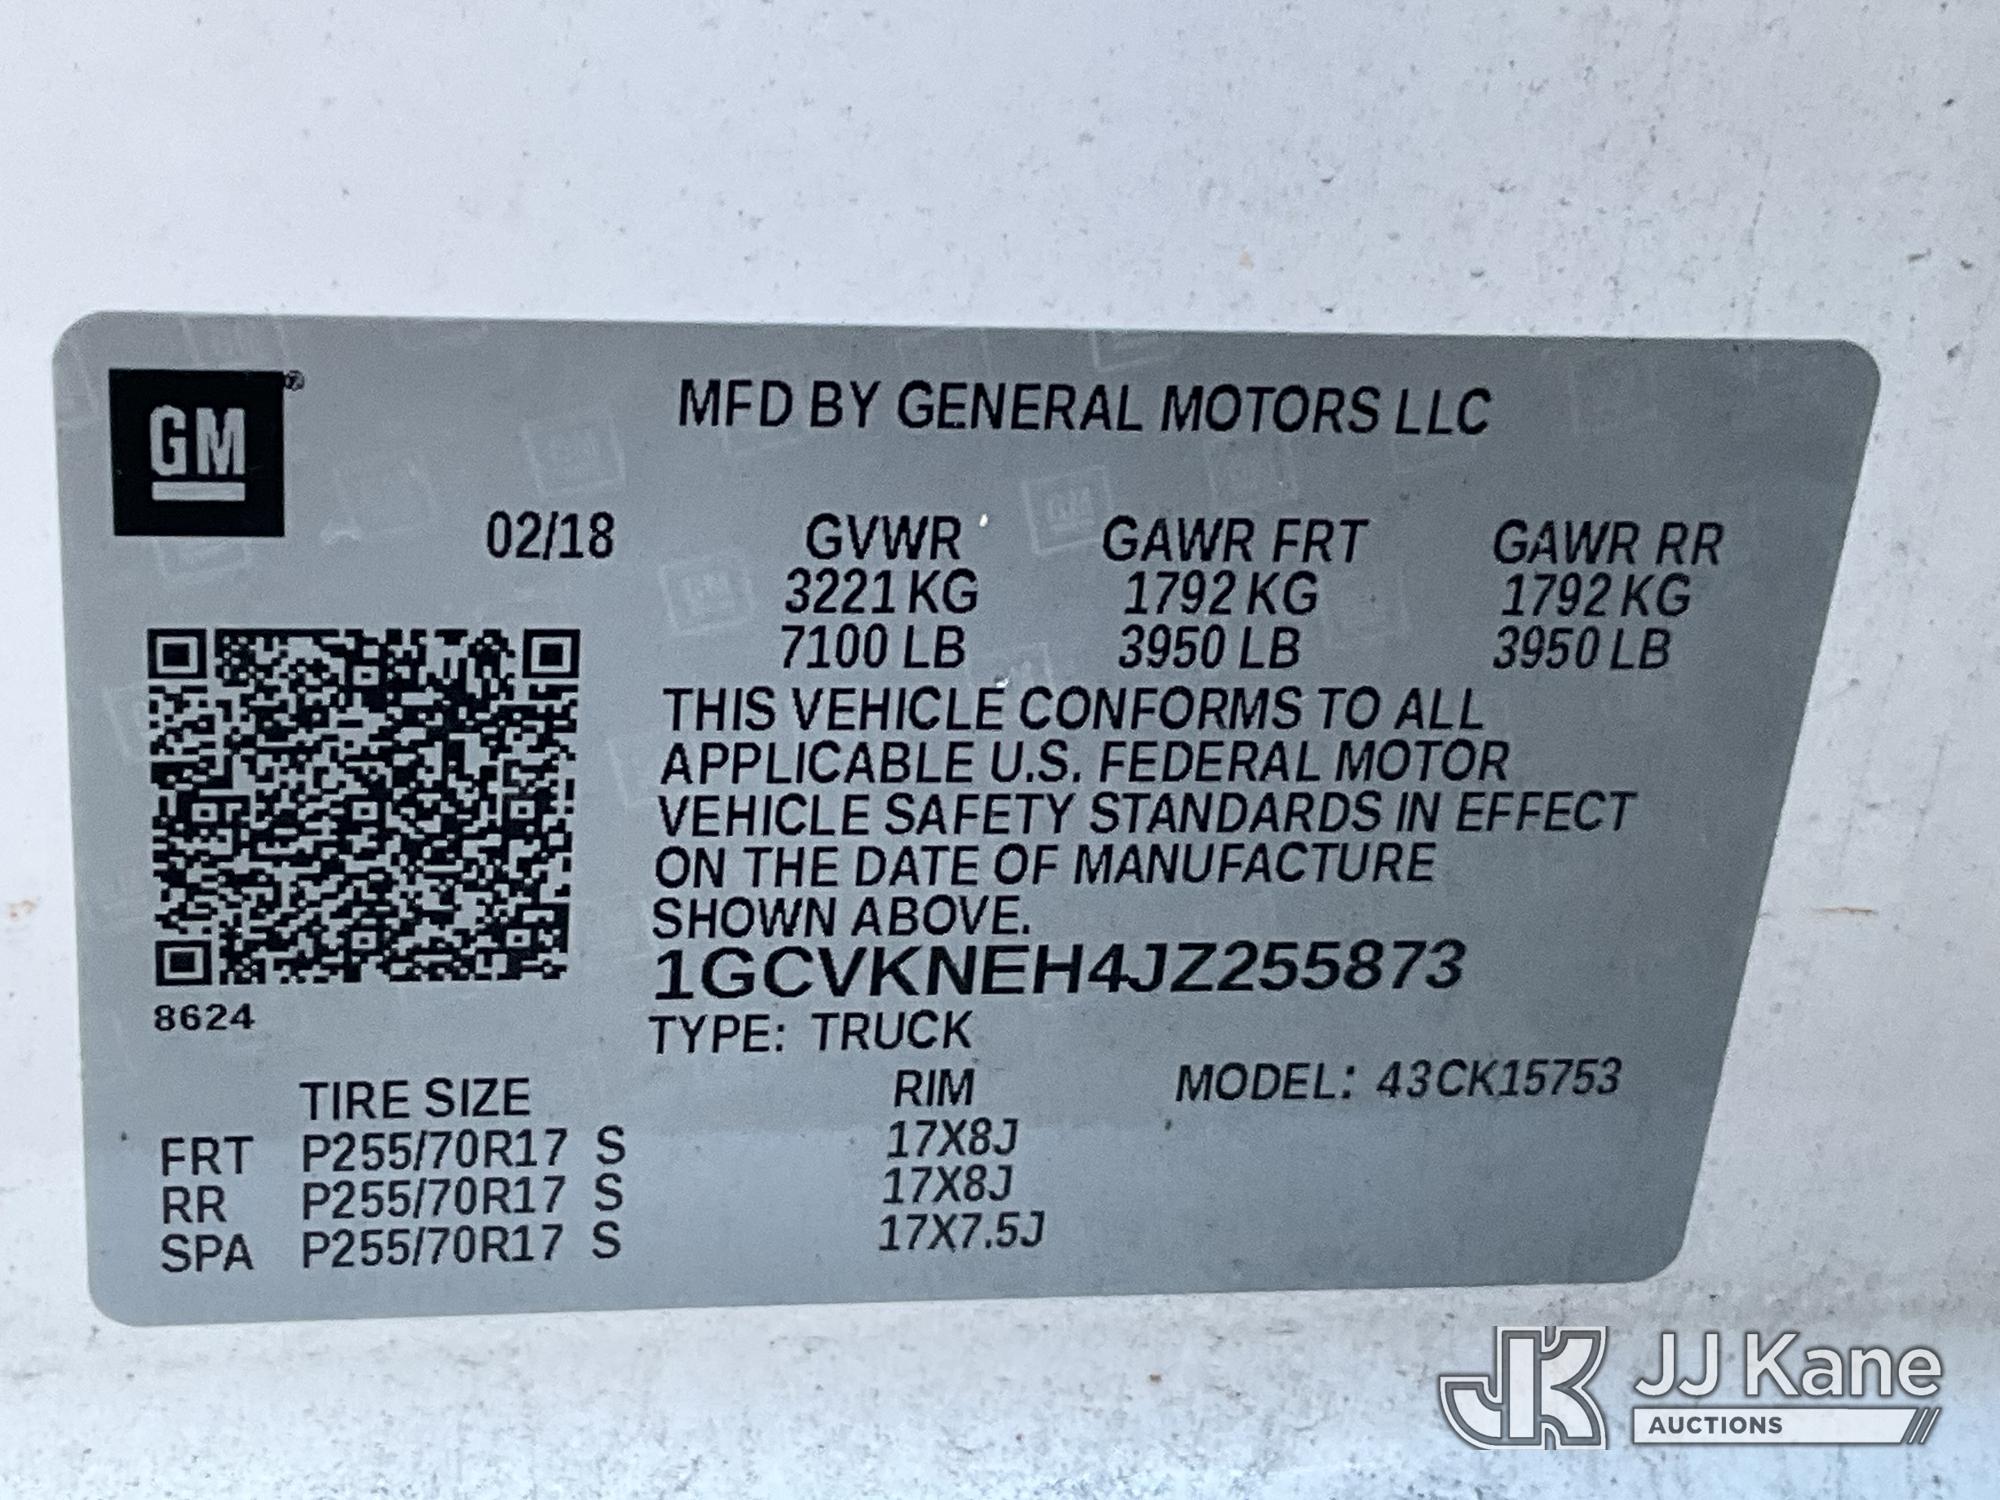 GM
MFD BY GENERAL MOTORS LLC
02/18 GVWR GAWR FRT GAWR RR
3221 KG 1792 KG 1792 KG
7100 LB 3950 LB 3950 LB
THIS VEHICLE CONFORMS TO ALL
APPLICABLE U.S. FEDERAL MOTOR
VEHICLE SAFETY STANDARDS IN EFFECT
ON THE DATE OF MANUFACTURE
SHOWN ABOVE.
1GCVKNEH4JZ255873
8624
TYPE: TRUCK
TIRE SIZE RIM MODEL: 43CK15753
FRT P255/70R17 S 17X8J
RR P255/70R17 S 17X8J
SPA P255/70R17 S 17X7.5J
JK JJ Kane
AUCTIONS